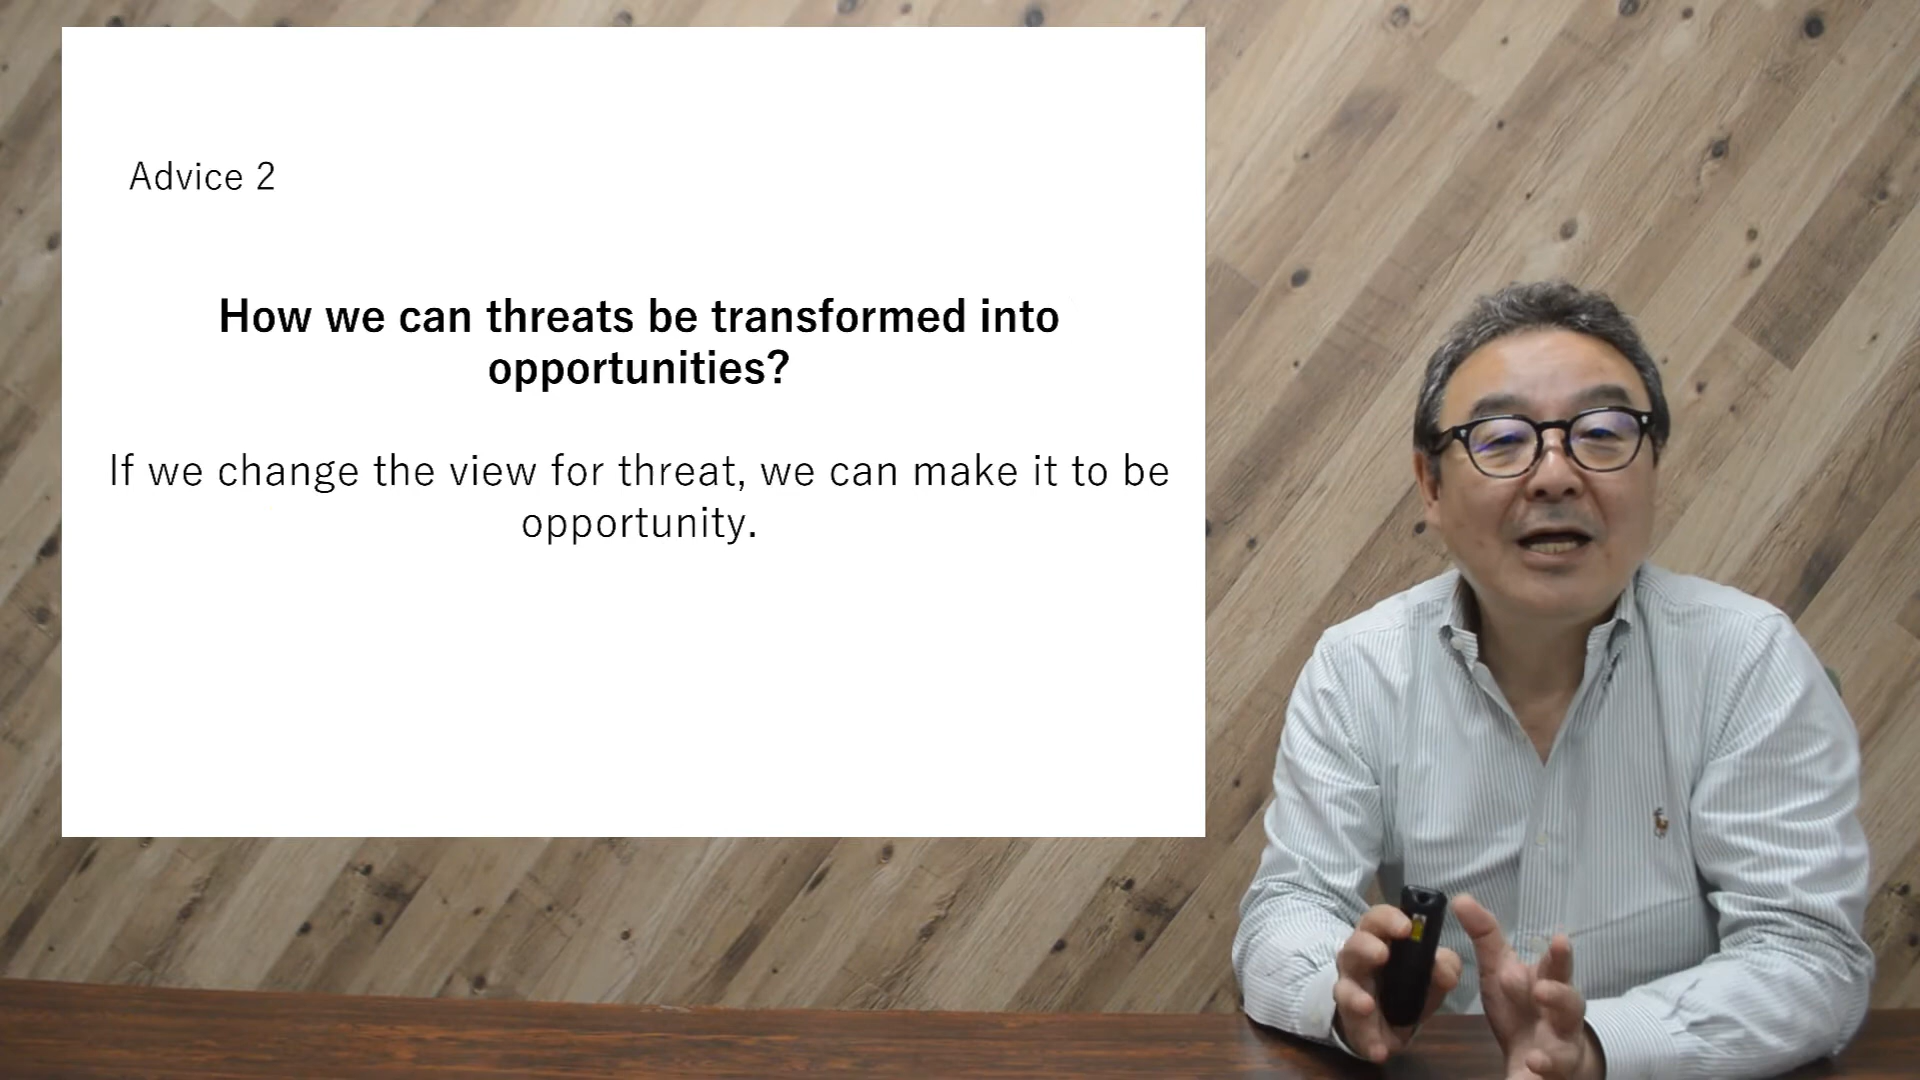 Advice 2
How we can threats be transformed into
opportunities?
If we change the view for threat, we can make it to be
opportunity.